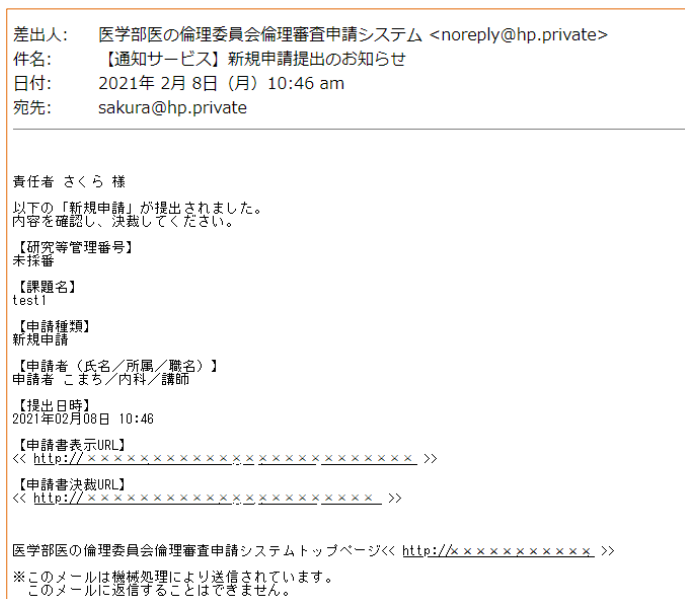 差出人: 医学部医の倫理委員会倫理審査申請システム <noreply@hp.private>
件名: 【通知サービス】新規申請提出のお知らせ
日付: 2021年 2月 8日（月）10:46 am
宛先: sakura@hp.private
責任者 さくら 様
以下の「新規申請」が提出されました。
内容を確認し、決裁してください。
【研究等管理番号】
未採番
【課題名】
test1
【申請種類】
新規申請
【申請者（氏名／所属／職名）】
申請者 こまち／内科／講師
【提出日時】
2021年02月08日 10:46
【申請書表示URL】
<< http://××××××××××××××××××××××××× >>
【申請書決裁URL】
<< http://×××××××××××××××××××××× >>
医学部医の倫理委員会倫理審査申請システムトップページ<< http://××××××××××× >>
※このメールは機械処理により送信されています。
このメールに返信することはできません。